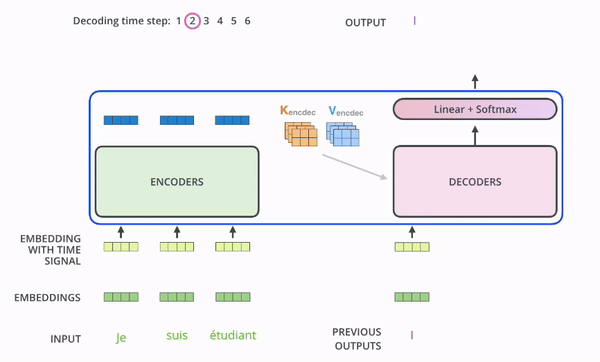 Decoding time step: 1 2 3 4 5 6
OUTPUT
I
Kencdec
Vencdec
Linear + Softmax
ENCODERS
DECODERS
EMBEDDING
WITH TIME
SIGNAL
EMBEDDINGS
INPUT
Je
suis
étudiant
PREVIOUS
OUTPUTS
I